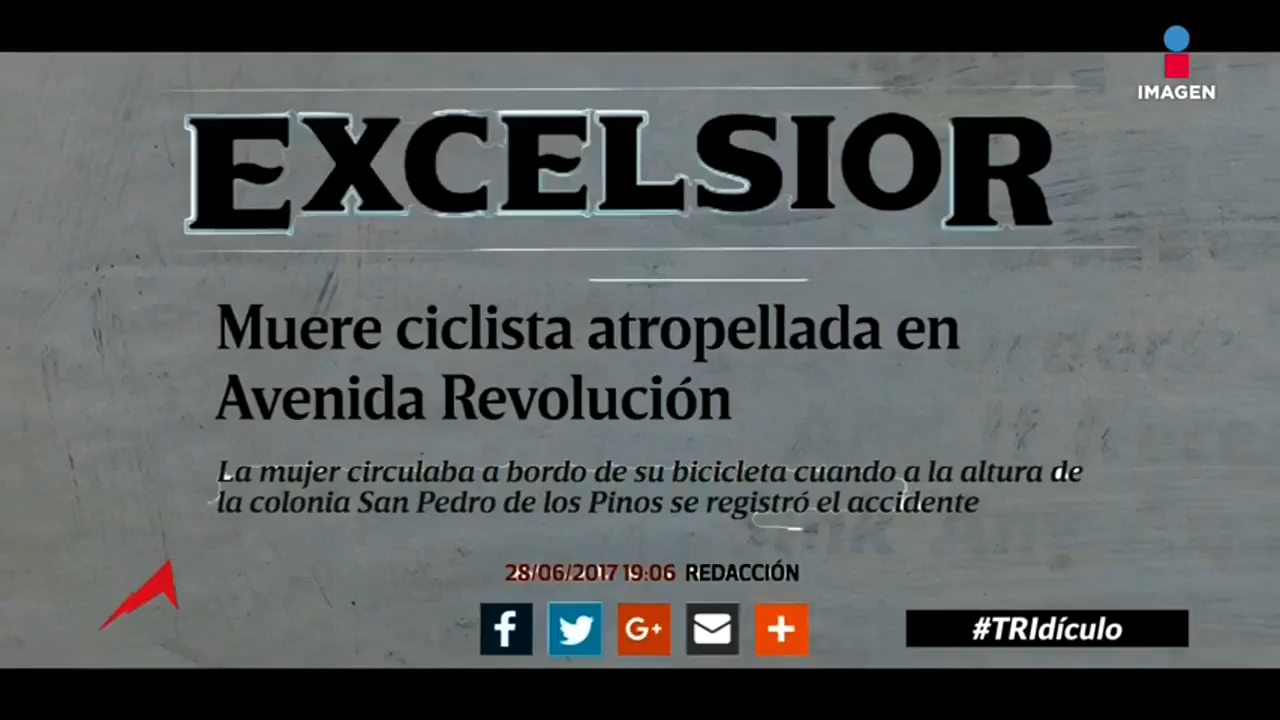 IMAGEN
EXCELSIOR
Muere ciclista atropellada en
Avenida Revolución
La mujer circulaba a bordo de su bicicleta cuando a la altura de
la colonia San Pedro de los Pinos se registró el accidente
28/06/2017 19:06 REDACCIÓN
f G+ +
#TRIdículo